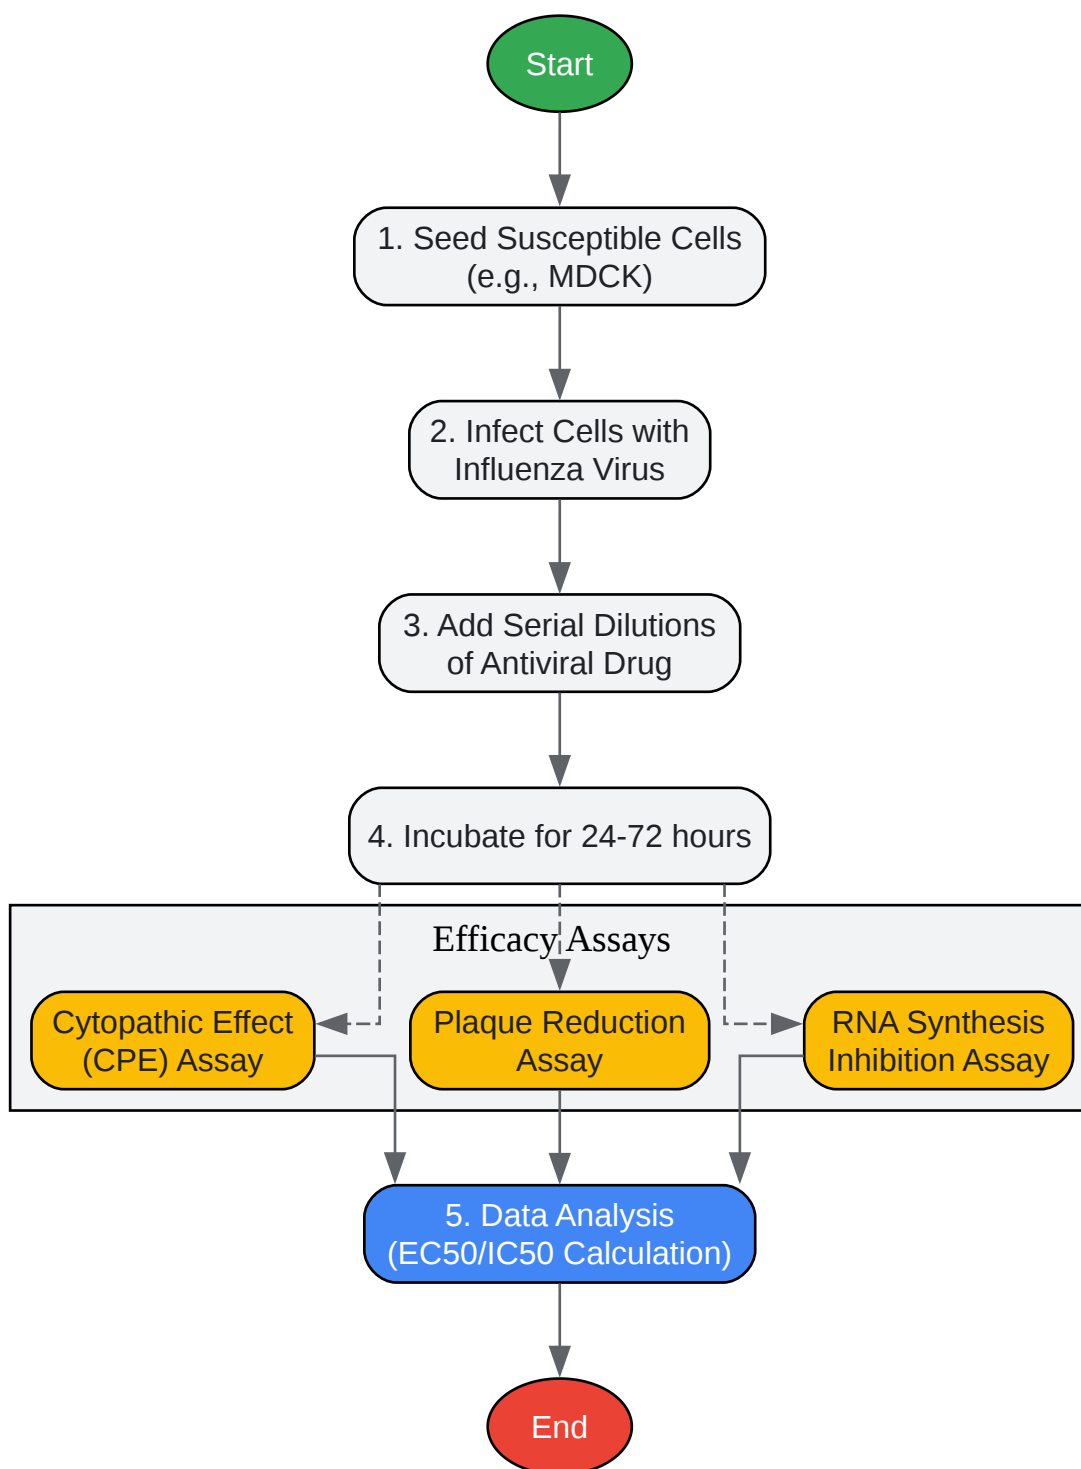 Start
1. Seed Susceptible Cells
(e.g., MDCK)
2. Infect Cells with
Influenza Virus
3. Add Serial Dilutions
of Antiviral Drug
4. Incubate for 24-72 hours
Efficacy Assays
Cytopathic Effect
(CPE) Assay
Plaque Reduction
Assay
RNA Synthesis
Inhibition Assay
5. Data Analysis
(EC50/IC50 Calculation)
End